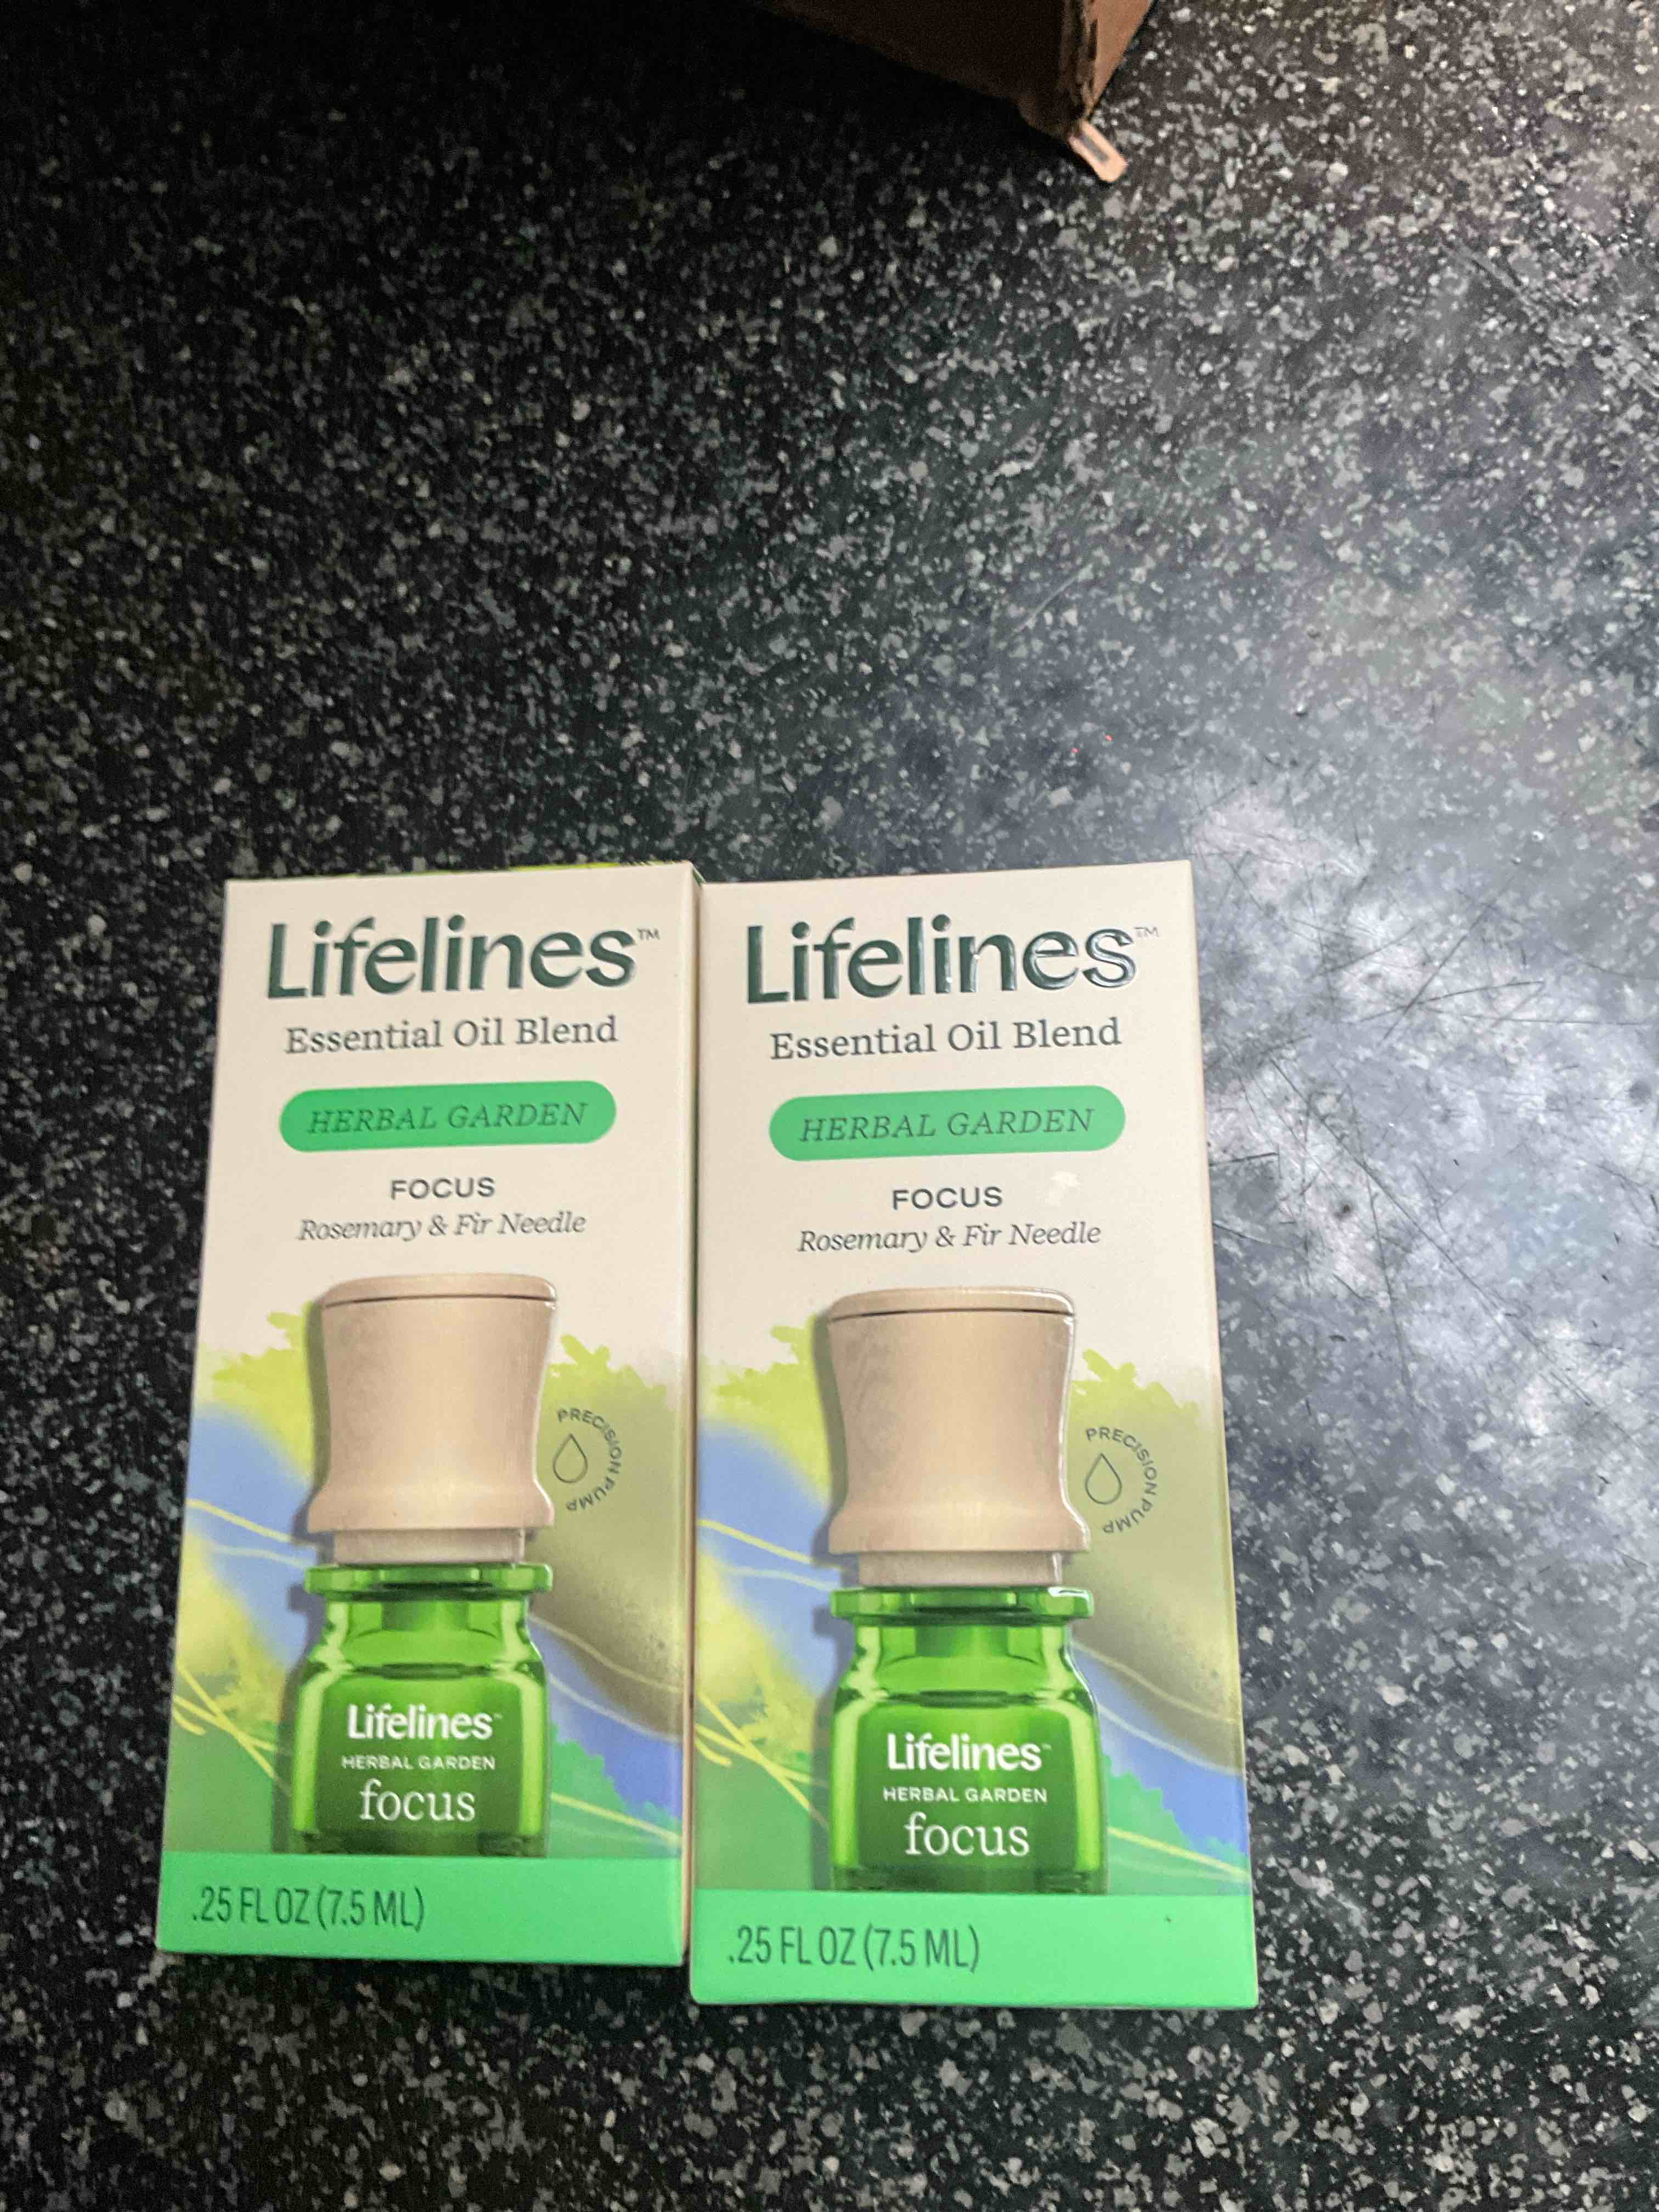 Lifelines™
Essential Oil Blend
HERBAL GARDEN
FOCUS
Rosemary & Fir Needle
PRECISION PUMP
Lifelines™
HERBAL GARDEN
focus
.25 FL OZ (7.5 ML)
Lifelines™
Essential Oil Blend
HERBAL GARDEN
FOCUS
Rosemary & Fir Needle
PRECISION PUMP
Lifelines™
HERBAL GARDEN
focus
.25 FL OZ (7.5 ML)